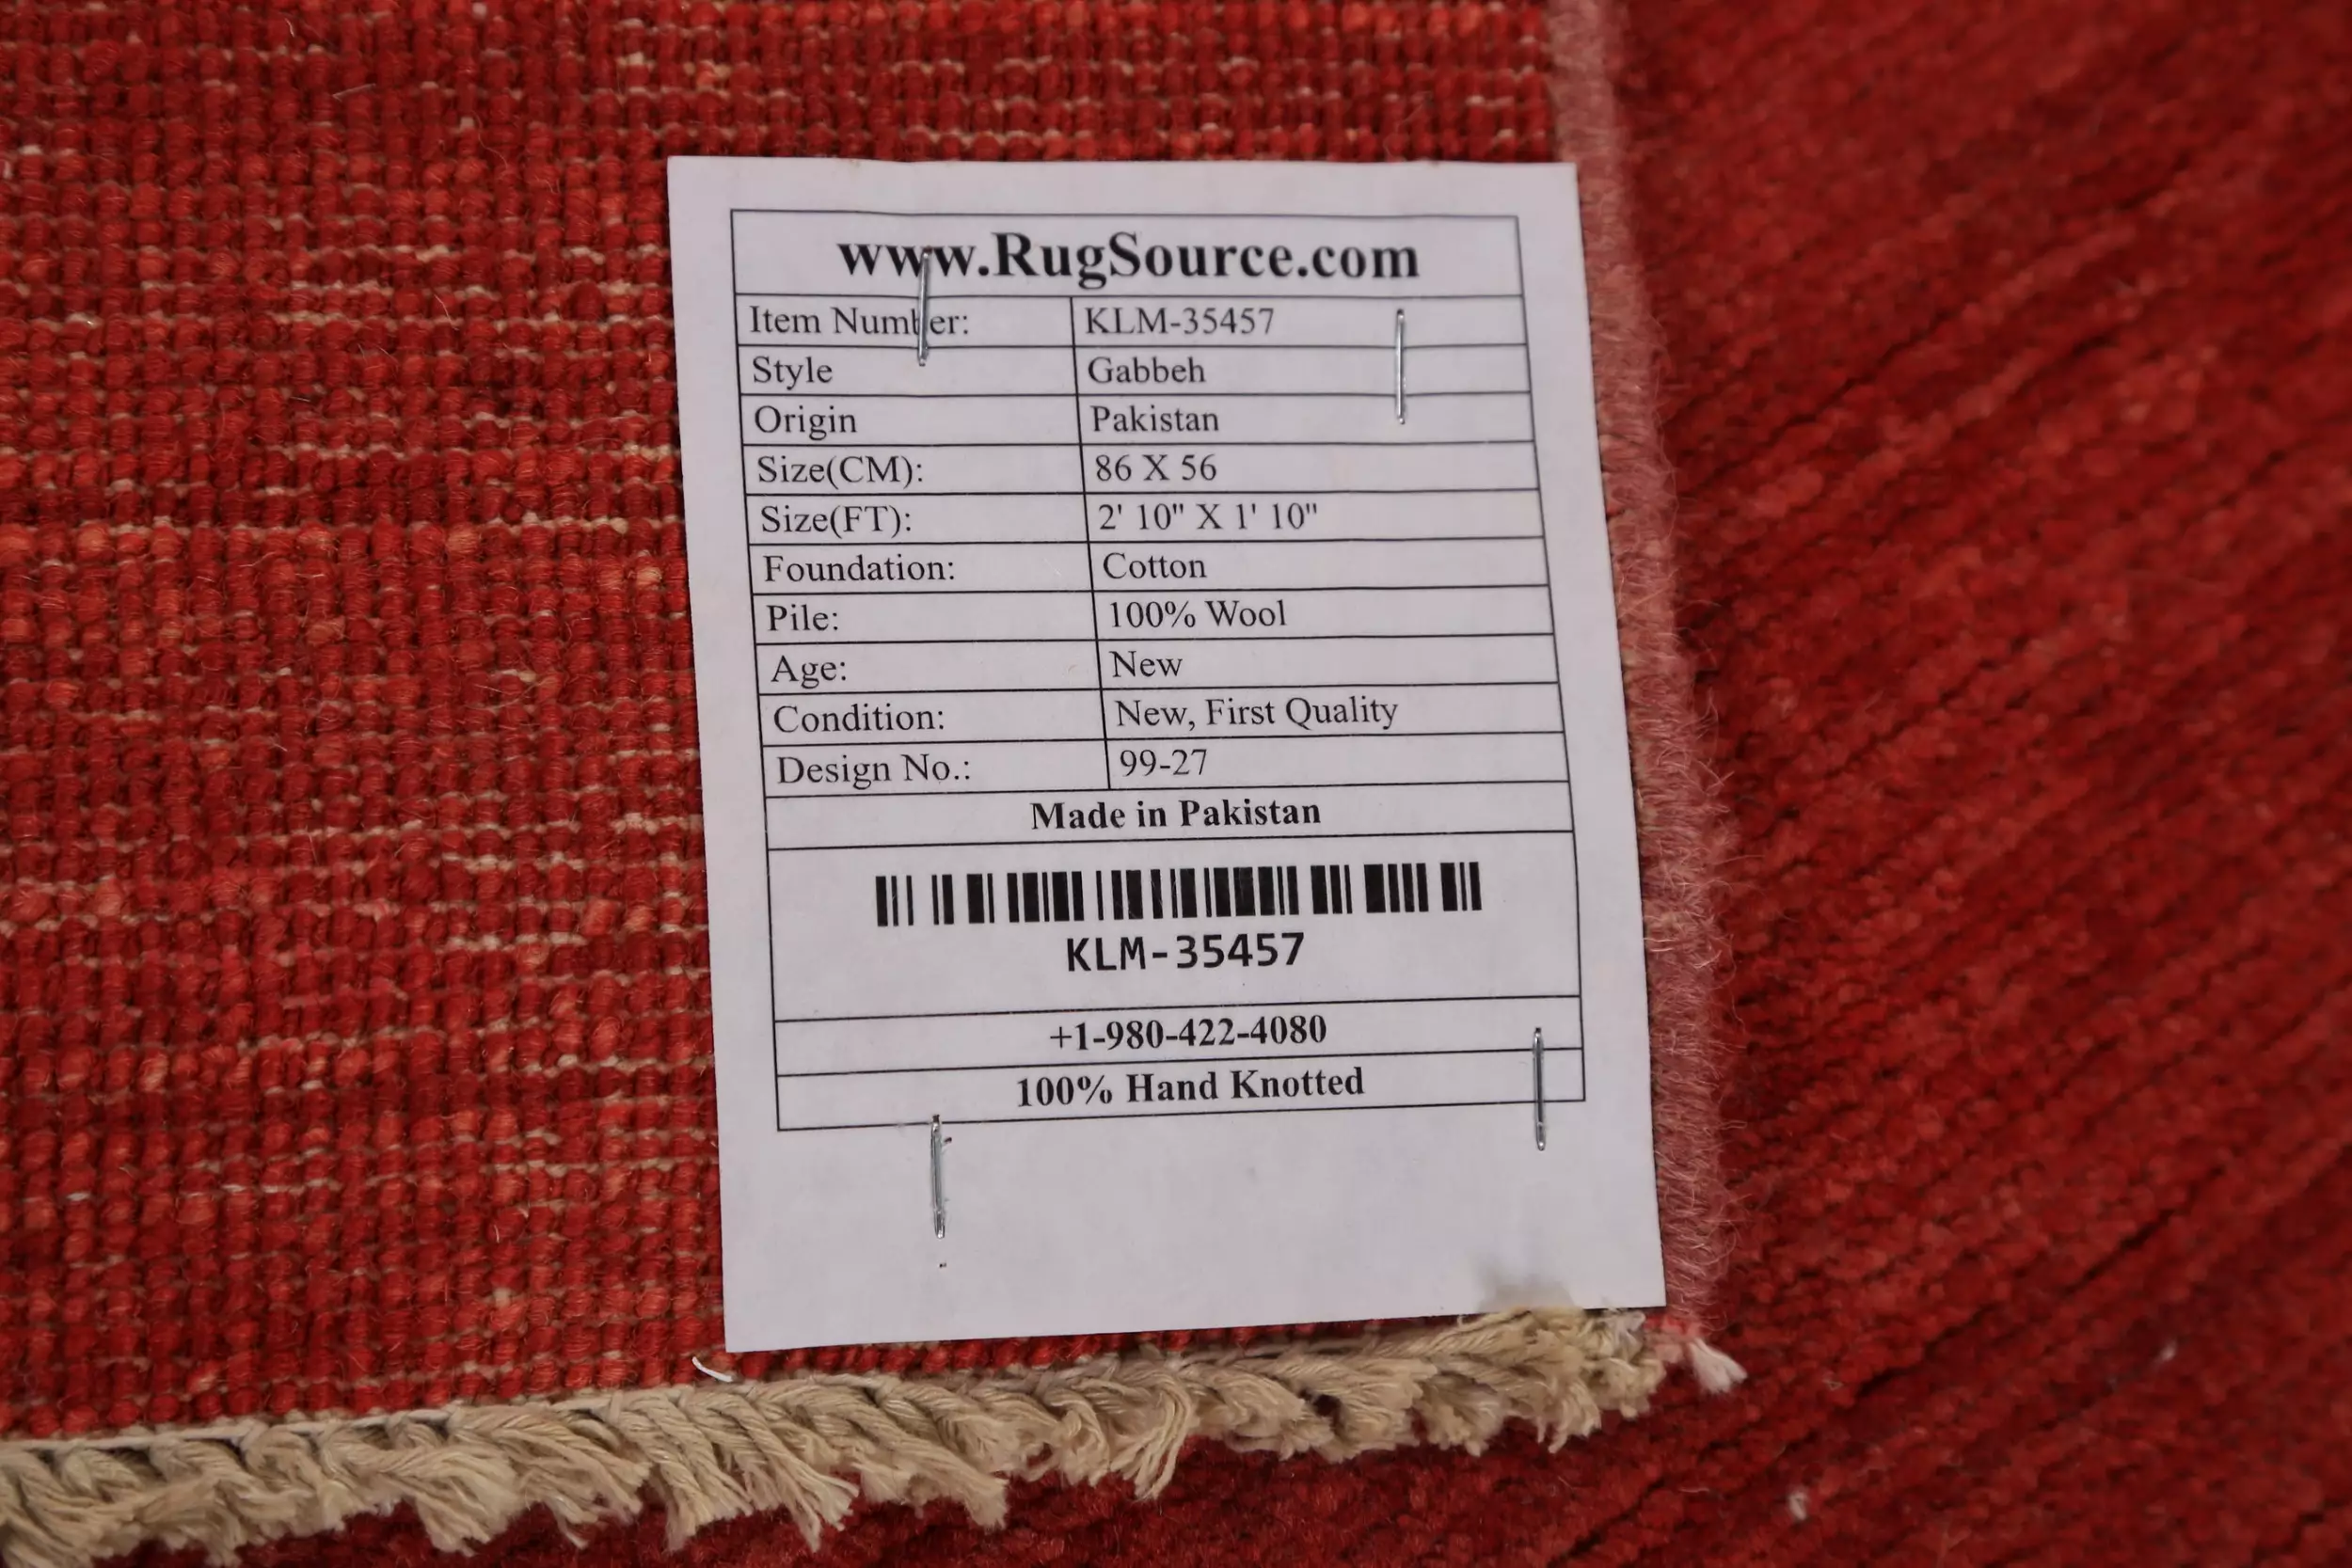 www.RugSource.com
Item Number: KLM-35457
Style Gabbeh
Origin Pakistan
Size(CM): 86 X 56
Size(FT): 2' 10" X 1' 10"
Foundation: Cotton
Pile: 100% Wool
Age: New
Condition: New, First Quality
Design No.: 99-27
Made in Pakistan
KLM-35457
+1-980-422-4080
100% Hand Knotted